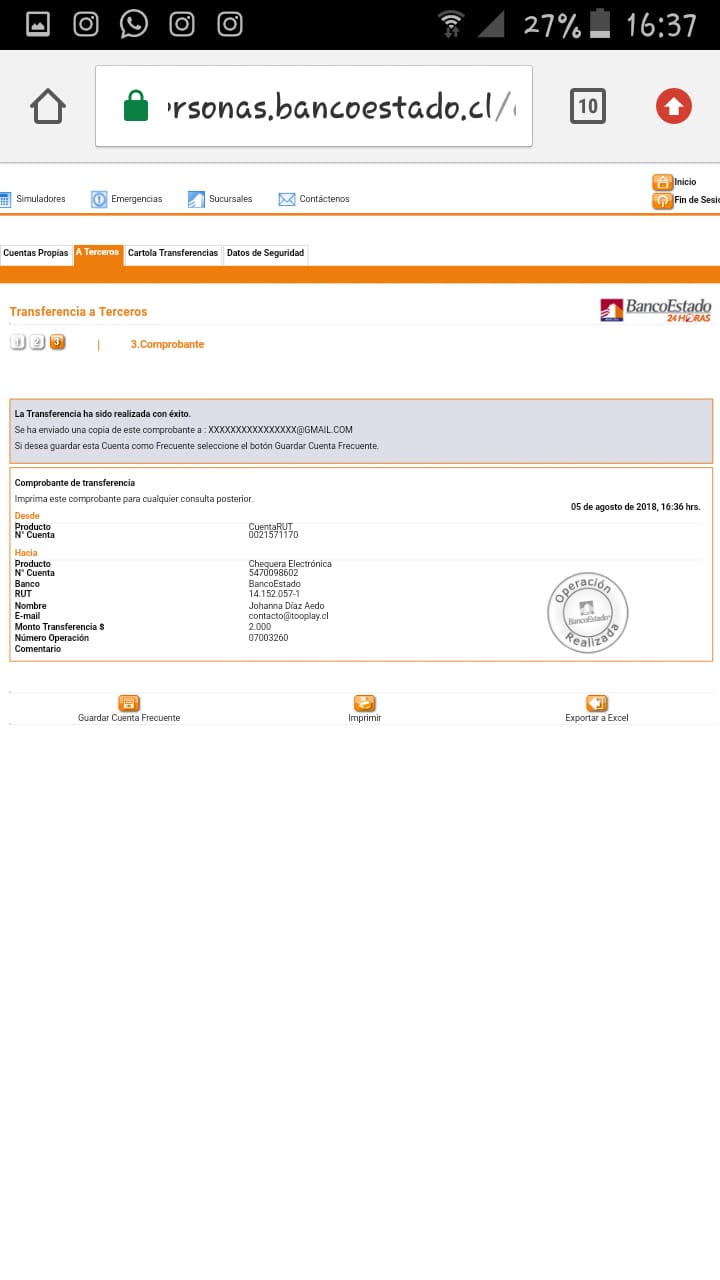 27% 16:37
rsonas.bancoestado.cl/
10
Simuladores Emergencias Sucursales Contáctenos
Inicio
Fin de Sesió
Cuentas Propias A Terceros Cartola Transferencias Datos de Seguridad
Transferencia a Terceros
BancoEstado
24 HORAS
1 2 3 | 3.Comprobante
La Transferencia ha sido realizada con éxito.
Se ha enviado una copia de este comprobante a : XXXXXXXXXXXXXXXX@GMAIL.COM
Si desea guardar esta Cuenta como Frecuente seleccione el botón Guardar Cuenta Frecuente.
Comprobante de transferencia
Imprima este comprobante para cualquier consulta posterior.
05 de agosto de 2018, 16:36 hrs.
Desde
Producto CuentaRUT
N° Cuenta 0021571170
Hacia
Producto Chequera Electrónica
N° Cuenta 5470098602
Banco BancoEstado
RUT 14.152.057-1
Nombre Johanna Díaz Aedo
E-mail contacto@tooplay.cl
Monto Transferencia $ 2.000
Número Operación 07003260
Comentario
Operación
BancoEstado
Realizada
Guardar Cuenta Frecuente Imprimir Exportar a Excel